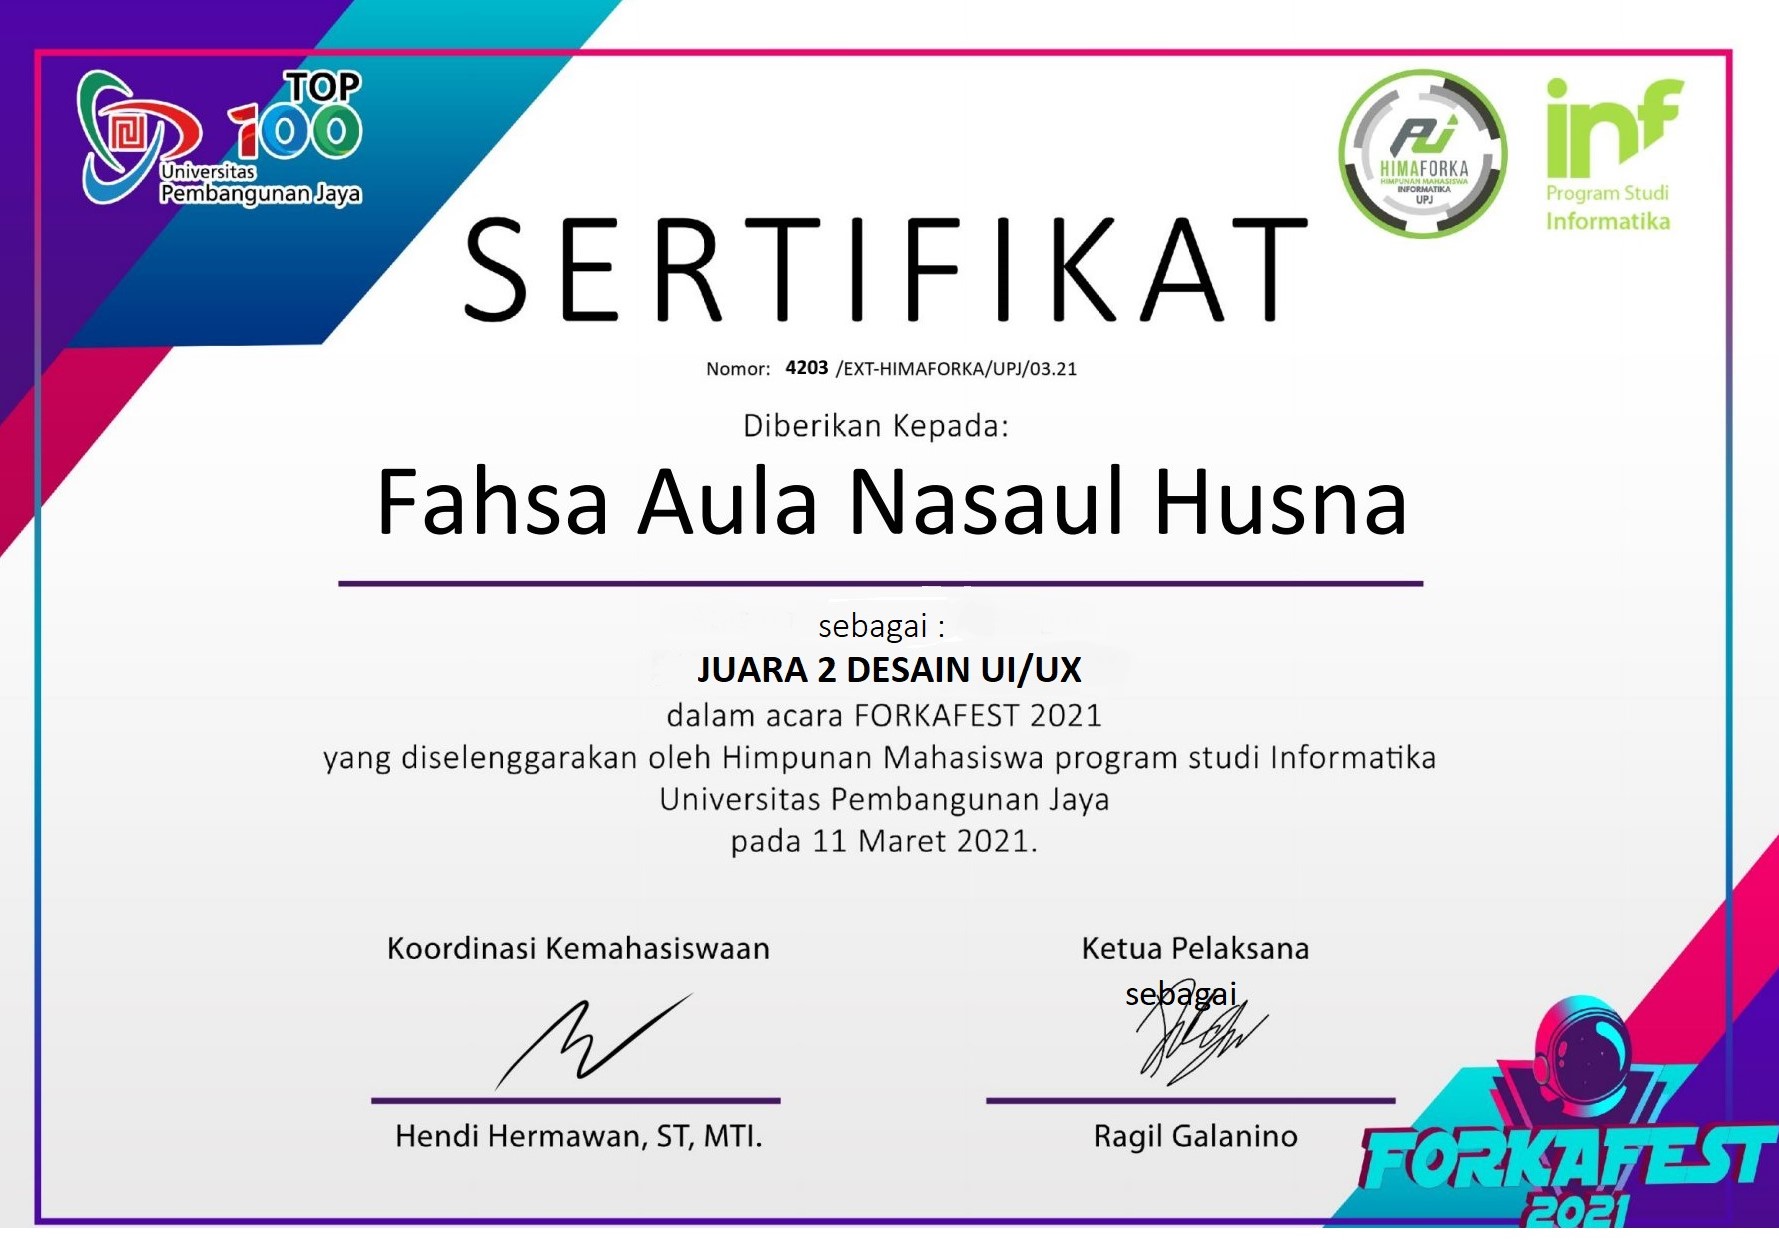 TOP
100
Universitas
Pembangunan Jaya
HIMAFORKA
HIMPUNAN MAHASISWA
INFORMATIKA
UPJ
inf
Program Studi
Informatika
SERTIFIKAT
Nomor: 4203 /EXT-HIMAFORKA/UPJ/03.21
Diberikan Kepada:
Fahsa Aula Nasaul Husna
sebagai :
JUARA 2 DESAIN UI/UX
dalam acara FORKAFEST 2021
yang diselenggarakan oleh Himpunan Mahasiswa program studi Informatika
Universitas Pembangunan Jaya
pada 11 Maret 2021.
Koordinasi Kemahasiswaan
Hendi Hermawan, ST, MTI.
Ketua Pelaksana
sebagai
Ragil Galanino
FORKAFEST
2021